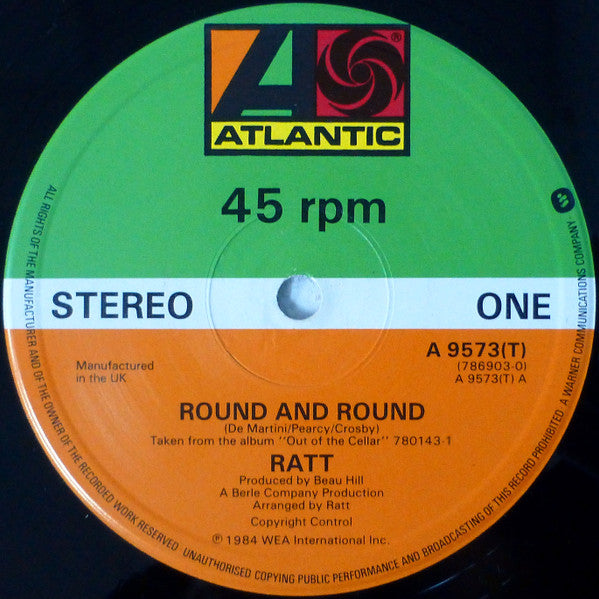 A
®
ATLANTIC
45 rpm
STEREO
ONE
A 9573(T)
(786903-0)
A 9573(T) A
Manufactured
in the UK
ROUND AND ROUND
(De Martini/Pearcy/Crosby)
Taken from the album "Out of the Cellar" 780143-1
RATT
Produced by Beau Hill
A Berle Company Production
Arranged by Ratt
Copyright Control
℗ 1984 WEA International Inc.
ALL RIGHTS OF THE MANUFACTURER AND OF THE OWNER OF THE RECORDED WORK RESERVED. UNAUTHORISED COPYING PUBLIC PERFORMANCE AND BROADCASTING OF THIS RECORD PROHIBITED. A WARNER COMMUNICATIONS COMPANY